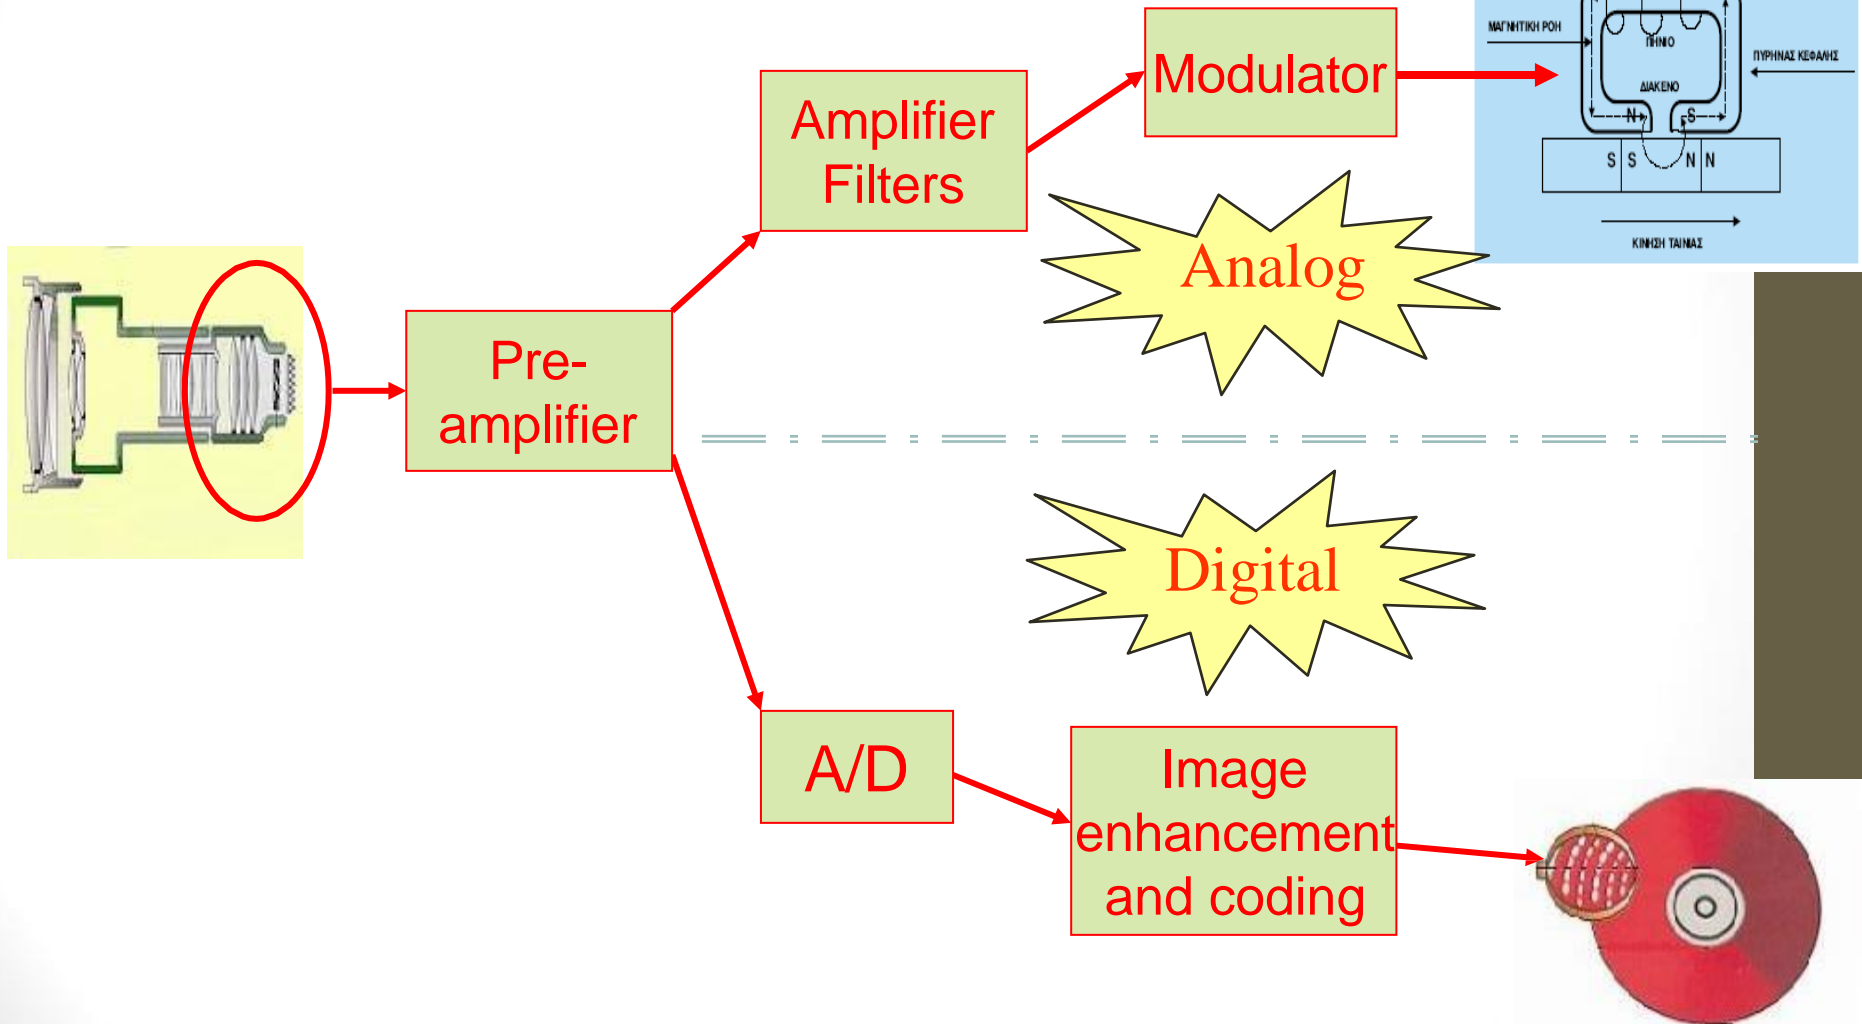 Modulator
Amplifier
Filters
ΜΑΓΝΗΤΙΚΗ ΡΟΗ
ΠΗΝΙΟ
ΠΥΡΗΝΑΣ ΚΕΦΑΛΗΣ
ΔΙΑΚΕΝΟ
N S
S S N N
ΚΙΝΗΣΗ ΤΑΙΝΙΑΣ
Analog
Pre-
amplifier
Digital
A/D
Image
enhancement
and coding